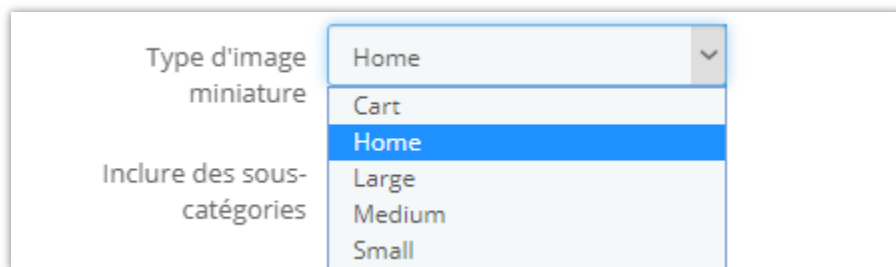 Type d'image
miniature
Home
Cart
Home
Large
Medium
Small
Inclure des sous-
catégories